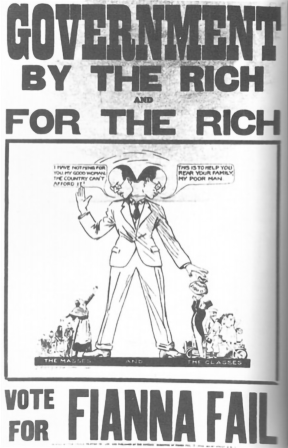 GOVERNMENT
BY THE RICH
AND
FOR THE RICH
I HAVE NOTHING FOR
YOU MY GOOD WOMAN.
THE COUNTRY CAN'T
AFFORD IT!
THIS IS TO HELP YOU
REAR YOUR FAMILY
MY POOR MAN
THE MASSES AND THE CLASSES
VOTE
FOR FIANNA FAIL